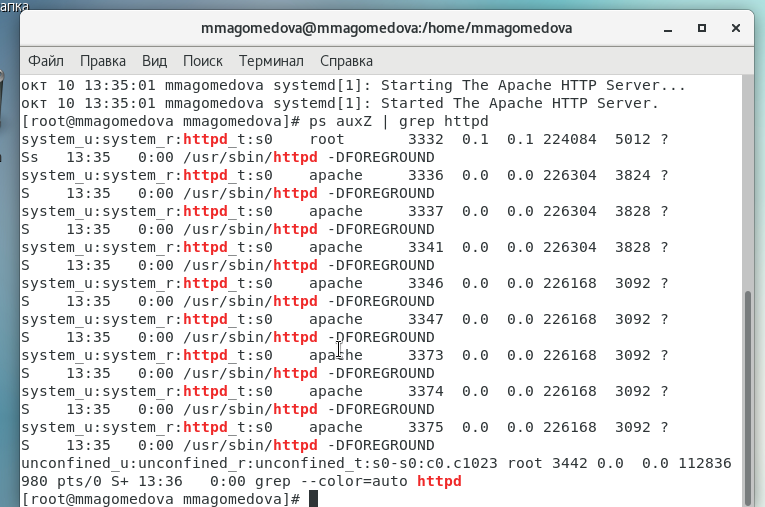 апка
mmagomedova@mmagomedova:/home/mmagomedova
Файл Правка Вид Поиск Терминал Справка
окт 10 13:35:01 mmagomedova systemd[1]: Starting The Apache HTTP Server...
окт 10 13:35:01 mmagomedova systemd[1]: Started The Apache HTTP Server.
[root@mmagomedova mmagomedova]# ps auxZ | grep httpd
system_u:system_r:httpd_t:s0    root       3332  0.1  0.1 224084  5012 ?
Ss   13:35   0:00 /usr/sbin/httpd -DFOREGROUND
system_u:system_r:httpd_t:s0    apache     3336  0.0  0.0 226304  3824 ?
S    13:35   0:00 /usr/sbin/httpd -DFOREGROUND
system_u:system_r:httpd_t:s0    apache     3337  0.0  0.0 226304  3828 ?
S    13:35   0:00 /usr/sbin/httpd -DFOREGROUND
system_u:system_r:httpd_t:s0    apache     3341  0.0  0.0 226304  3828 ?
S    13:35   0:00 /usr/sbin/httpd -DFOREGROUND
system_u:system_r:httpd_t:s0    apache     3346  0.0  0.0 226168  3092 ?
S    13:35   0:00 /usr/sbin/httpd -DFOREGROUND
system_u:system_r:httpd_t:s0    apache     3347  0.0  0.0 226168  3092 ?
S    13:35   0:00 /usr/sbin/httpd -DFOREGROUND
system_u:system_r:httpd_t:s0    apache     3373  0.0  0.0 226168  3092 ?
S    13:35   0:00 /usr/sbin/httpd -DFOREGROUND
system_u:system_r:httpd_t:s0    apache     3374  0.0  0.0 226168  3092 ?
S    13:35   0:00 /usr/sbin/httpd -DFOREGROUND
system_u:system_r:httpd_t:s0    apache     3375  0.0  0.0 226168  3092 ?
S    13:35   0:00 /usr/sbin/httpd -DFOREGROUND
unconfined_u:unconfined_r:unconfined_t:s0-s0:c0.c1023 root 3442 0.0  0.0 112836
980 pts/0 S+ 13:36   0:00 grep --color=auto httpd
[root@mmagomedova mmagomedova]#